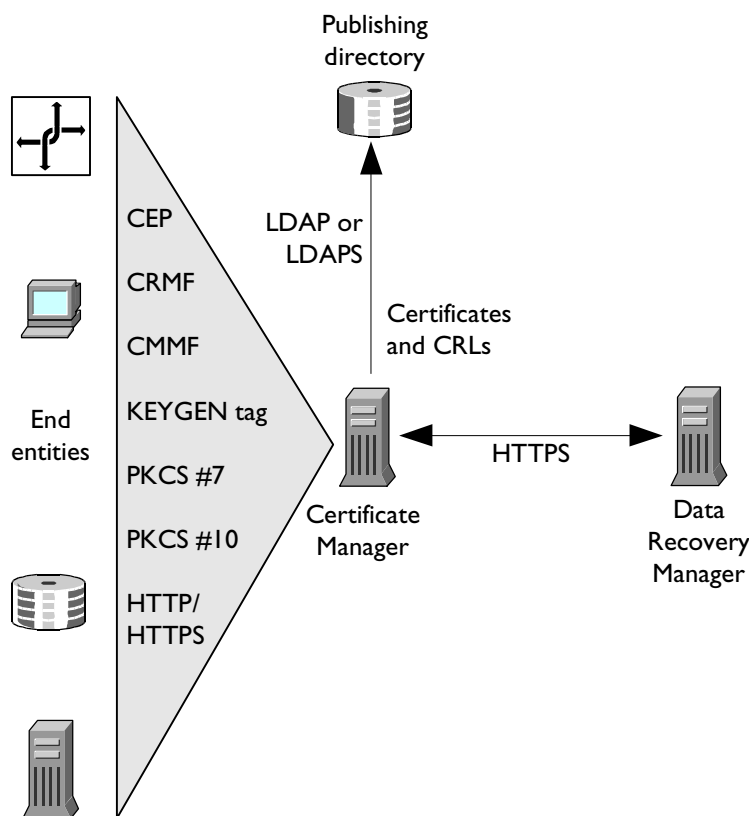 Publishing
directory
CEP
CRMF
CMMF
KEYGEN tag
PKCS #7
PKCS #10
HTTP/
HTTPS
End
entities
LDAP or
LDAPS
Certificates
and CRLs
HTTPS
Certificate
Manager
Data
Recovery
Manager